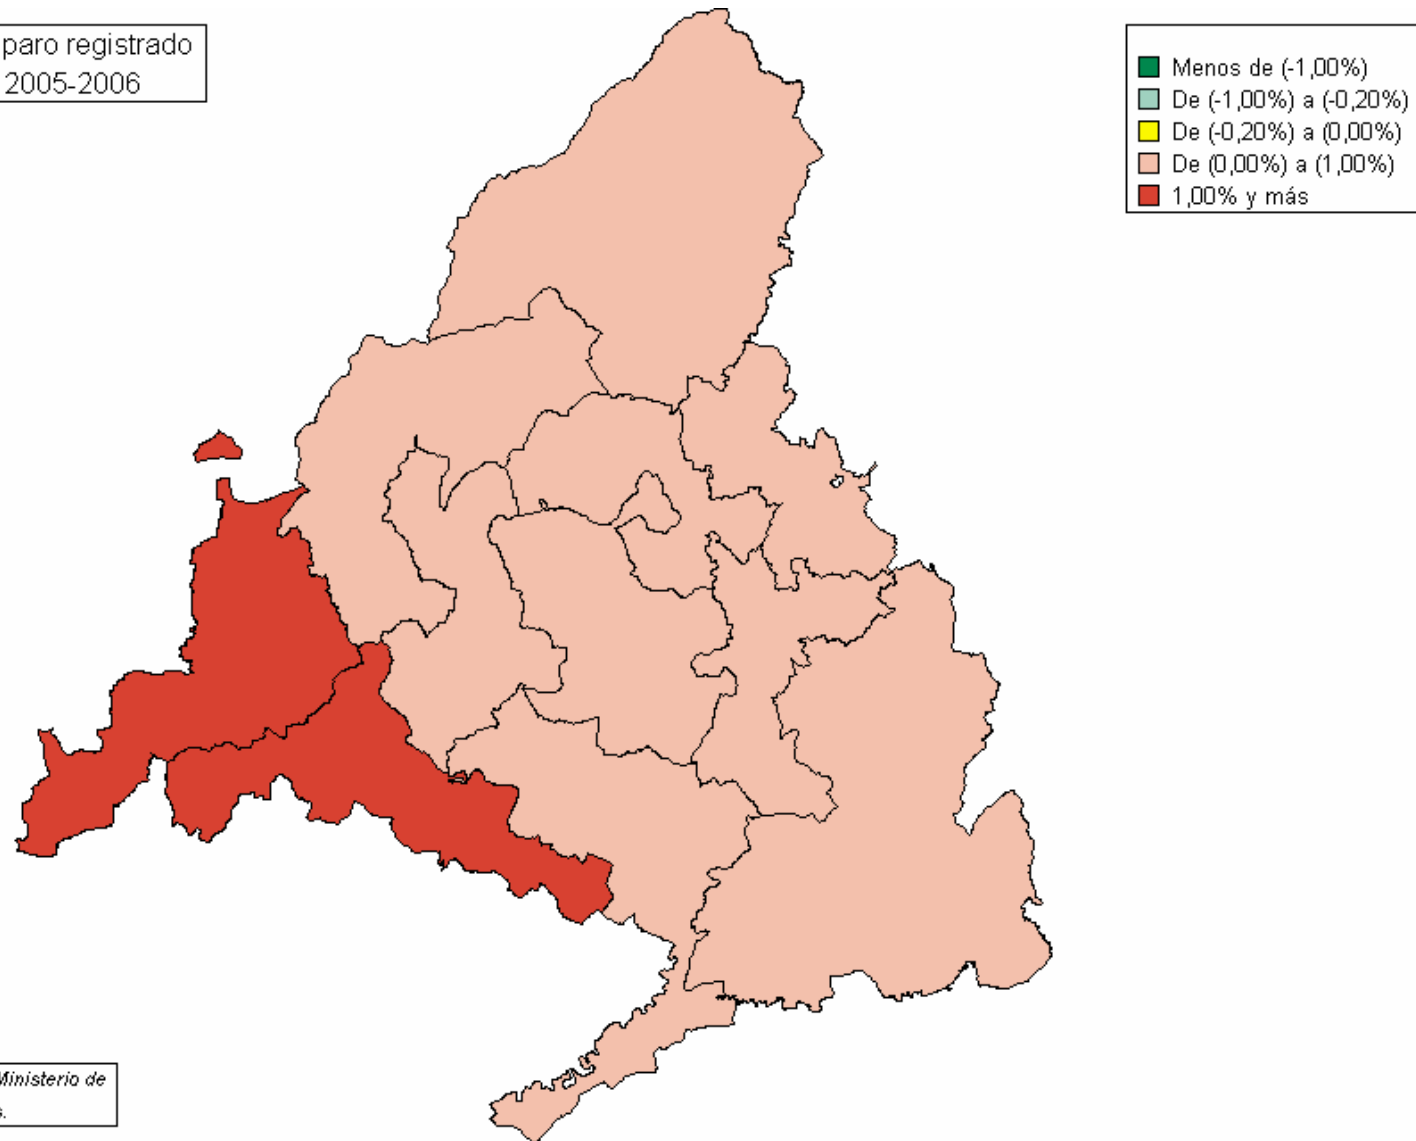 paro registrado
2005-2006
Menos de (-1,00%)
De (-1,00%) a (-0,20%)
De (-0,20%) a (0,00%)
De (0,00%) a (1,00%)
1,00% y más
Ministerio de
s.